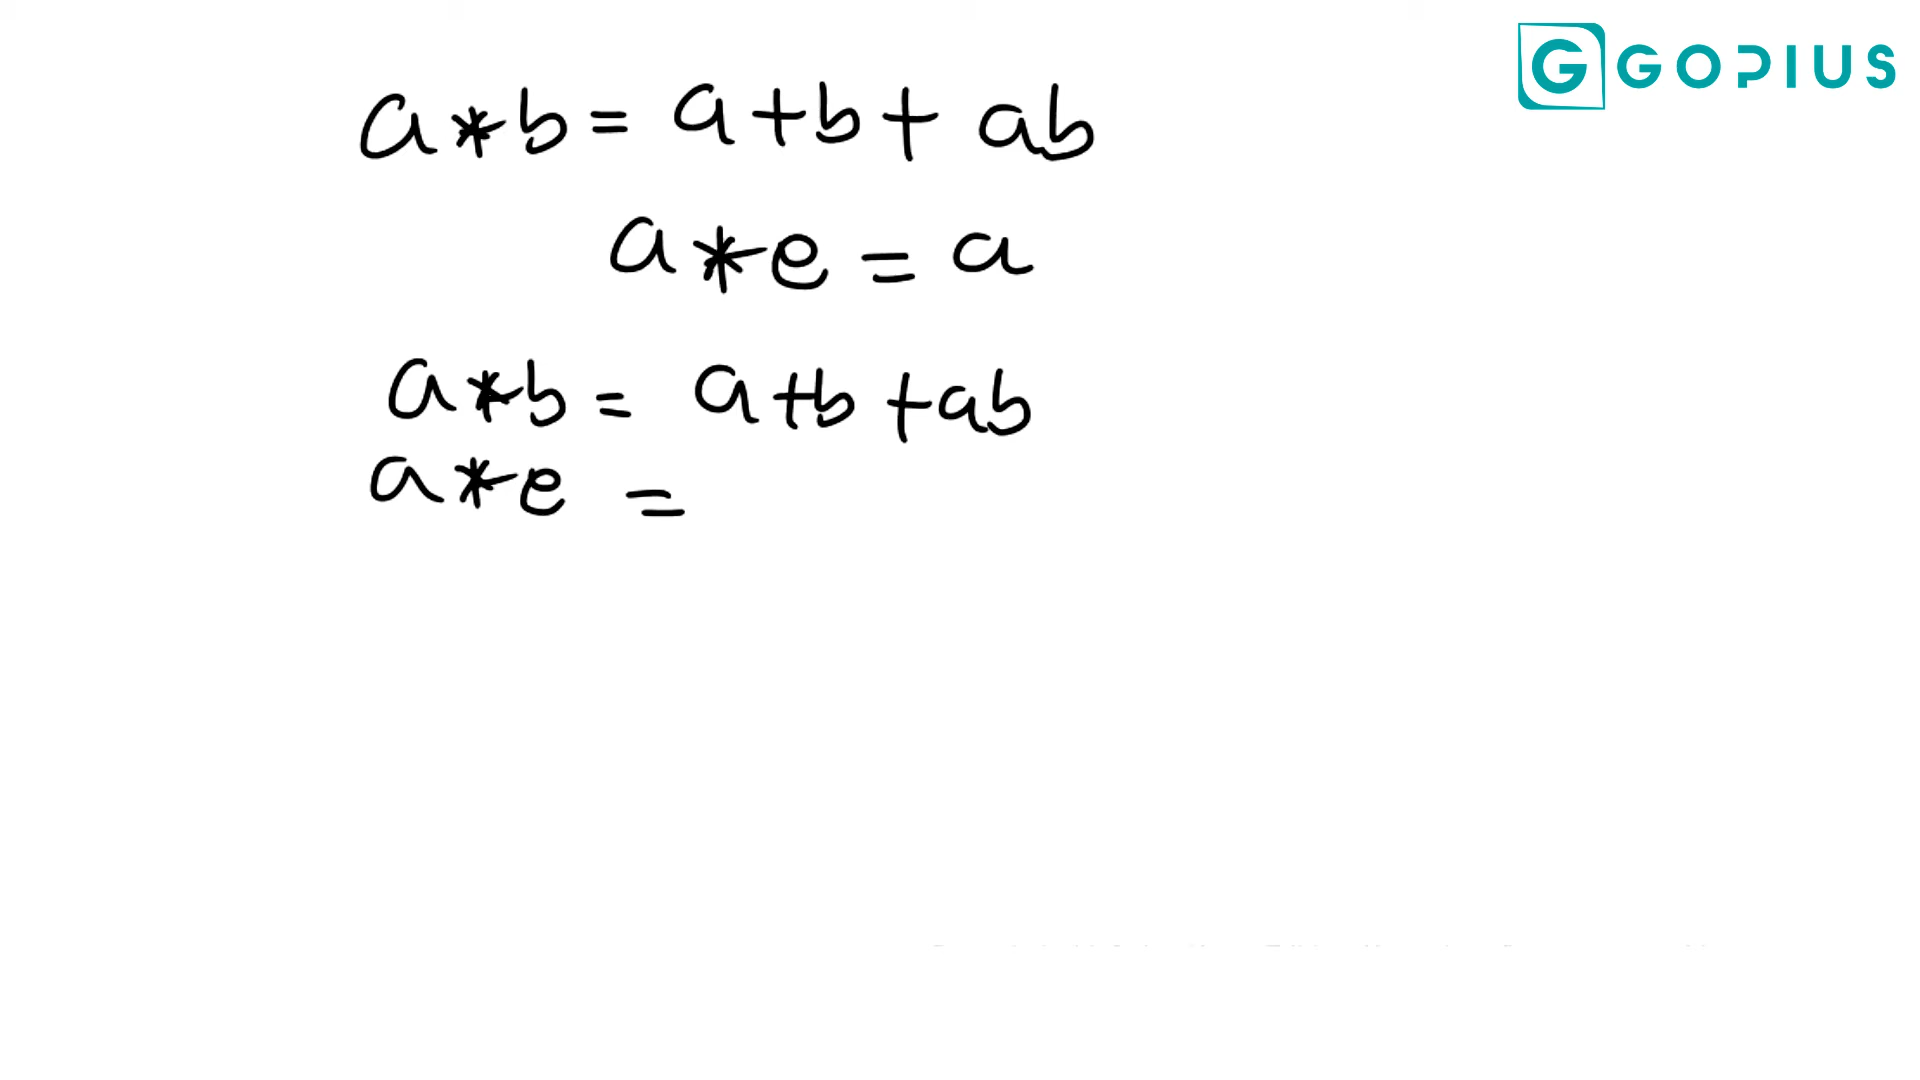 GOPIUS
a*b = a+b+ ab
a*e = a
a*b = a+b+ab
a*e =